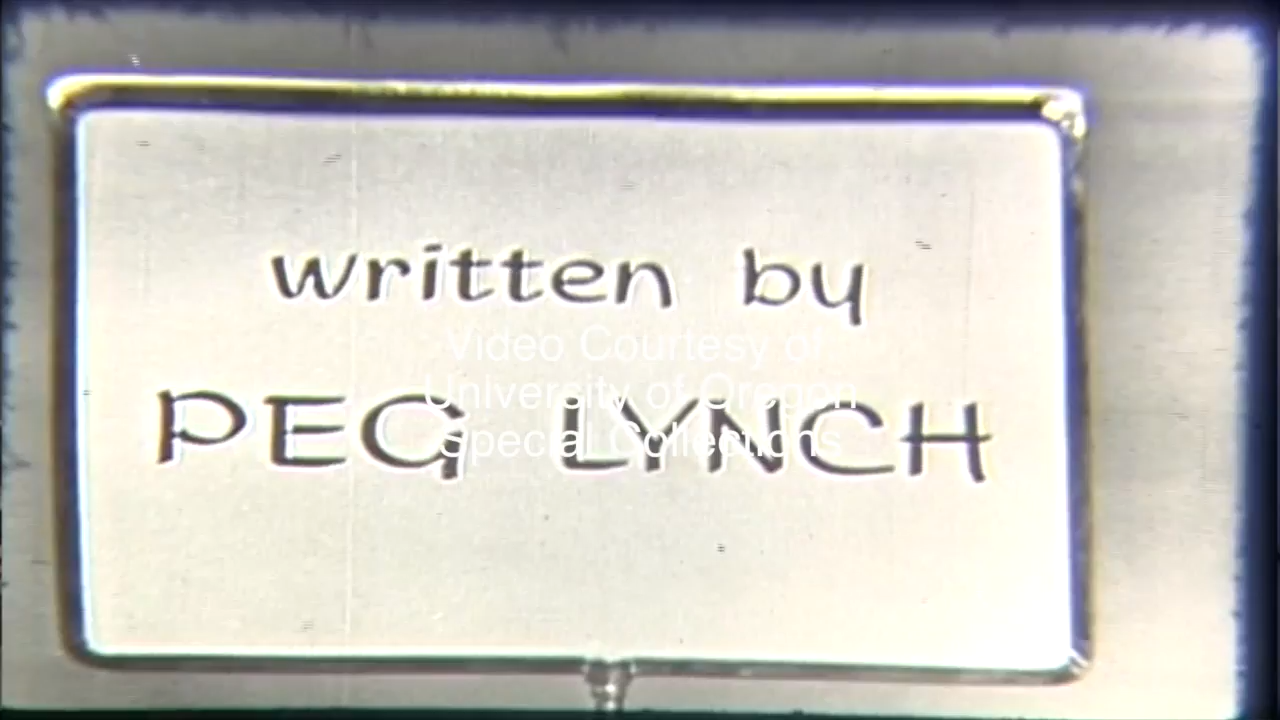 written by
Video Courtesy of
University of Oregon
PEG LYNCH
Special Collections